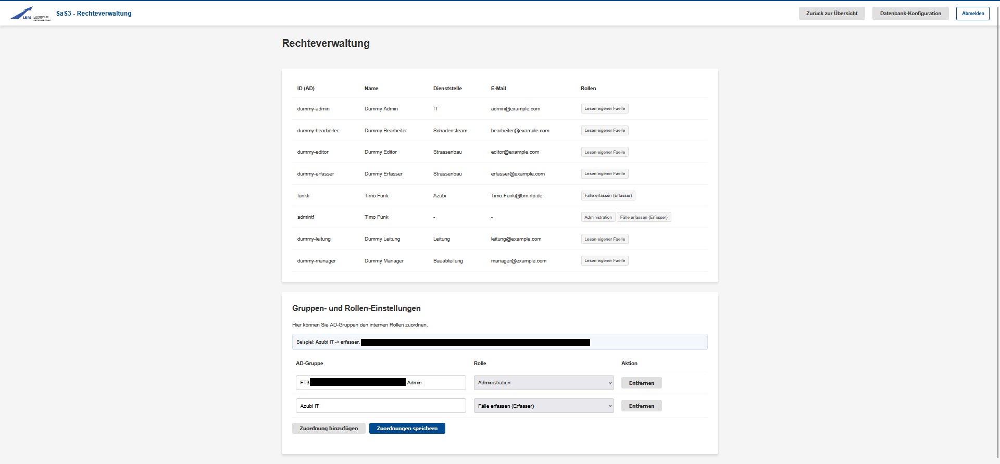 LBM LANDESBETRIEB MOBILITÄT RHEINLAND-PFALZ
SaS3 - Rechteverwaltung
Zurück zur Übersicht
Datenbank-Konfiguration
Abmelden
Rechteverwaltung
ID (AD) Name Dienststelle E-Mail Rollen
dummy-admin Dummy Admin IT admin@example.com Lesen eigener Faelle
dummy-bearbeiter Dummy Bearbeiter Schadensteam bearbeiter@example.com Lesen eigener Faelle
dummy-editor Dummy Editor Strassenbau editor@example.com Lesen eigener Faelle
dummy-erfasser Dummy Erfasser Strassenbau erfasser@example.com Lesen eigener Faelle
funkti Timo Funk Azubi Timo.Funk@lbm.rlp.de Fälle erfassen (Erfasser)
admintf Timo Funk - - Administration Fälle erfassen (Erfasser)
dummy-leitung Dummy Leitung Leitung leitung@example.com Lesen eigener Faelle
dummy-manager Dummy Manager Bauabteilung manager@example.com Lesen eigener Faelle
Gruppen- und Rollen-Einstellungen
Hier können Sie AD-Gruppen den internen Rollen zuordnen.
Beispiel: Azubi IT -> erfasser,
AD-Gruppe Rolle Aktion
FT3- Admin Administration Entfernen
Azubi IT Fälle erfassen (Erfasser) Entfernen
Zuordnung hinzufügen Zuordnungen speichern